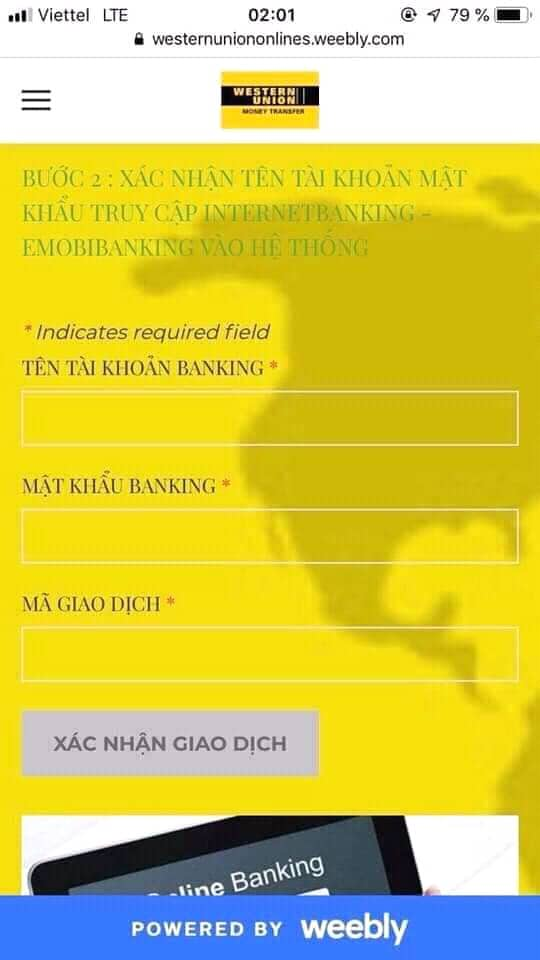 Viettel LTE 02:01 79 %
westernuniononlines.weebly.com
WESTERN
UNION
MONEY TRANSFER
BƯỚC 2 : XÁC NHẬN TÊN TÀI KHOẢN MẬT
KHẨU TRUY CẬP INTERNETBANKING -
EMOBIBANKING VÀO HỆ THỐNG
* Indicates required field
TÊN TÀI KHOẢN BANKING *
MẬT KHẨU BANKING *
MÃ GIAO DỊCH *
XÁC NHẬN GIAO DỊCH
Online Banking
POWERED BY weebly